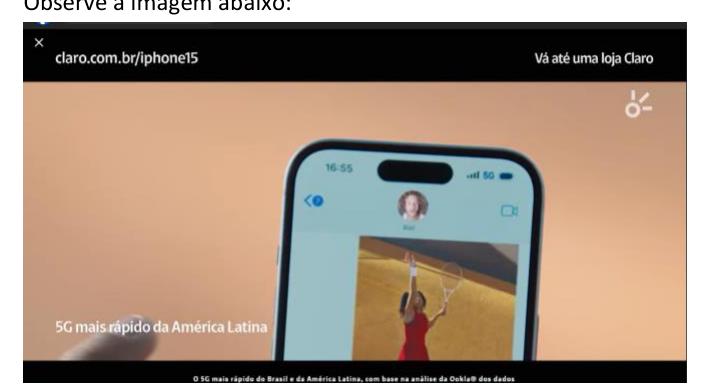 Observe a imagem abaixo:
claro.com.br/iphone15
Vá até uma loja Claro
16:55
5G
5G mais rápido da América Latina
O 5G mais rápido do Brasil e da América Latina, com base na análise da Ookla® dos dados